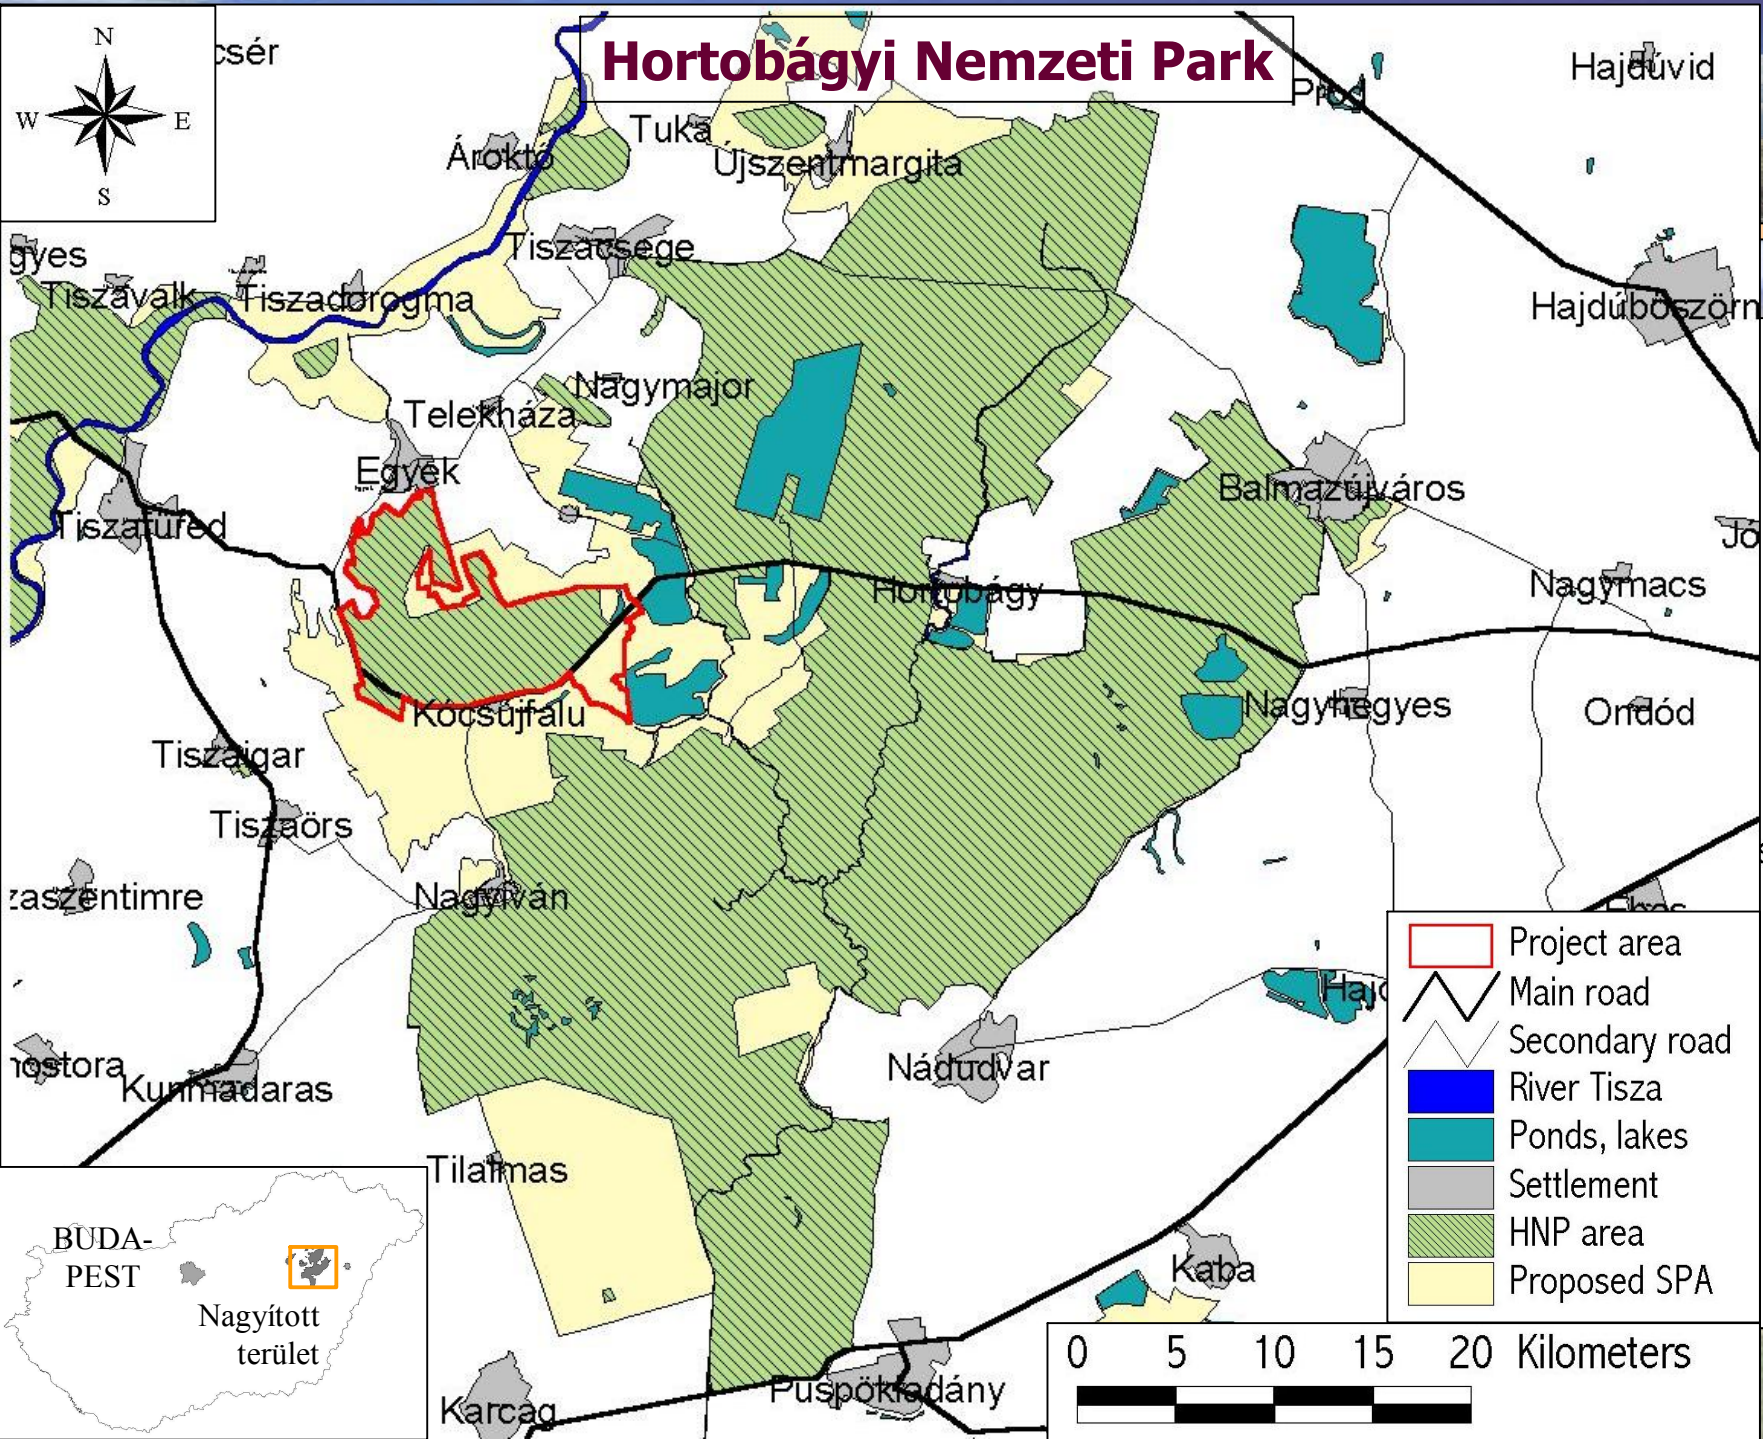 Hortobágyi Nemzeti Park
N
W
E
S
csér
Hajdúvid
Tuka
Ároktő
Újszentmargita
Tiszacsege
gyes
Tiszavalk
Tiszadorogma
Nagymajor
Telekháza
Egyek
Balmazújváros
Tiszafüred
Nagymacs
Hortobágy
Kócsújfalu
Nagyhegyes
Ondód
Tiszaigar
Tiszaörs
zaszentimre
Nagyiván
Nádudvar
Kunmadaras
Tilalmas
Kaba
Karcag
Püspökladány
Project area
Main road
Secondary road
River Tisza
Ponds, lakes
Settlement
HNP area
Proposed SPA
0 5 10 15 20 Kilometers
BUDA-
PEST
Nagyított
terület